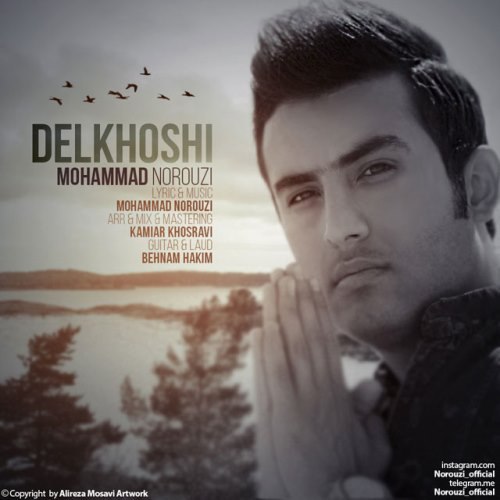 DELKHOSHI
MOHAMMAD NOROUZI
LYRIC & MUSIC
MOHAMMAD NOROUZI
ARR & MIX & MASTERING
KAMIAR KHOSRAVI
GUITAR & LAUD
BEHNAM HAKIM
instagram.com
Norouzi_official
telegram.me
Norouzi_official
©Copyright by Alireza Mosavi Artwork